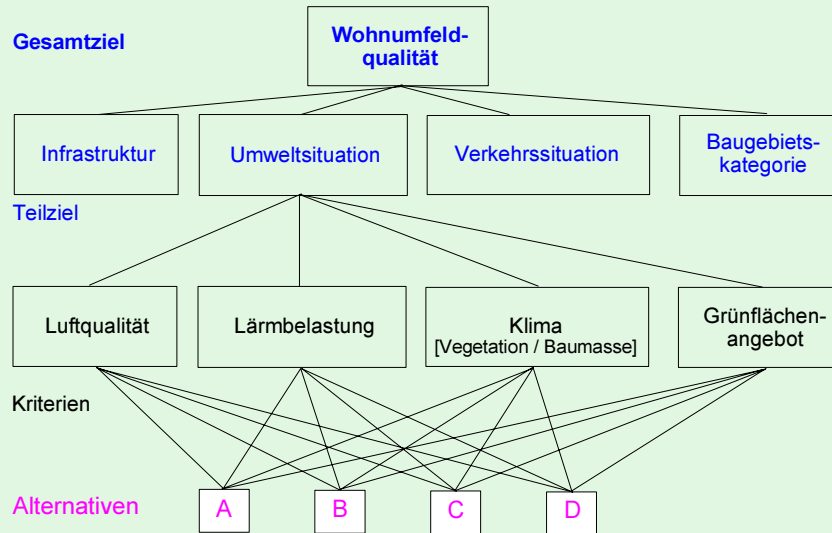 Gesamtziel
Wohnumfeld-
qualität
Infrastruktur
Umweltsituation
Verkehrssituation
Baugebiets-
kategorie
Teilziel
Luftqualität
Lärmbelastung
Klima
[Vegetation / Baumasse]
Grünflächen-
angebot
Kriterien
Alternativen
A
B
C
D